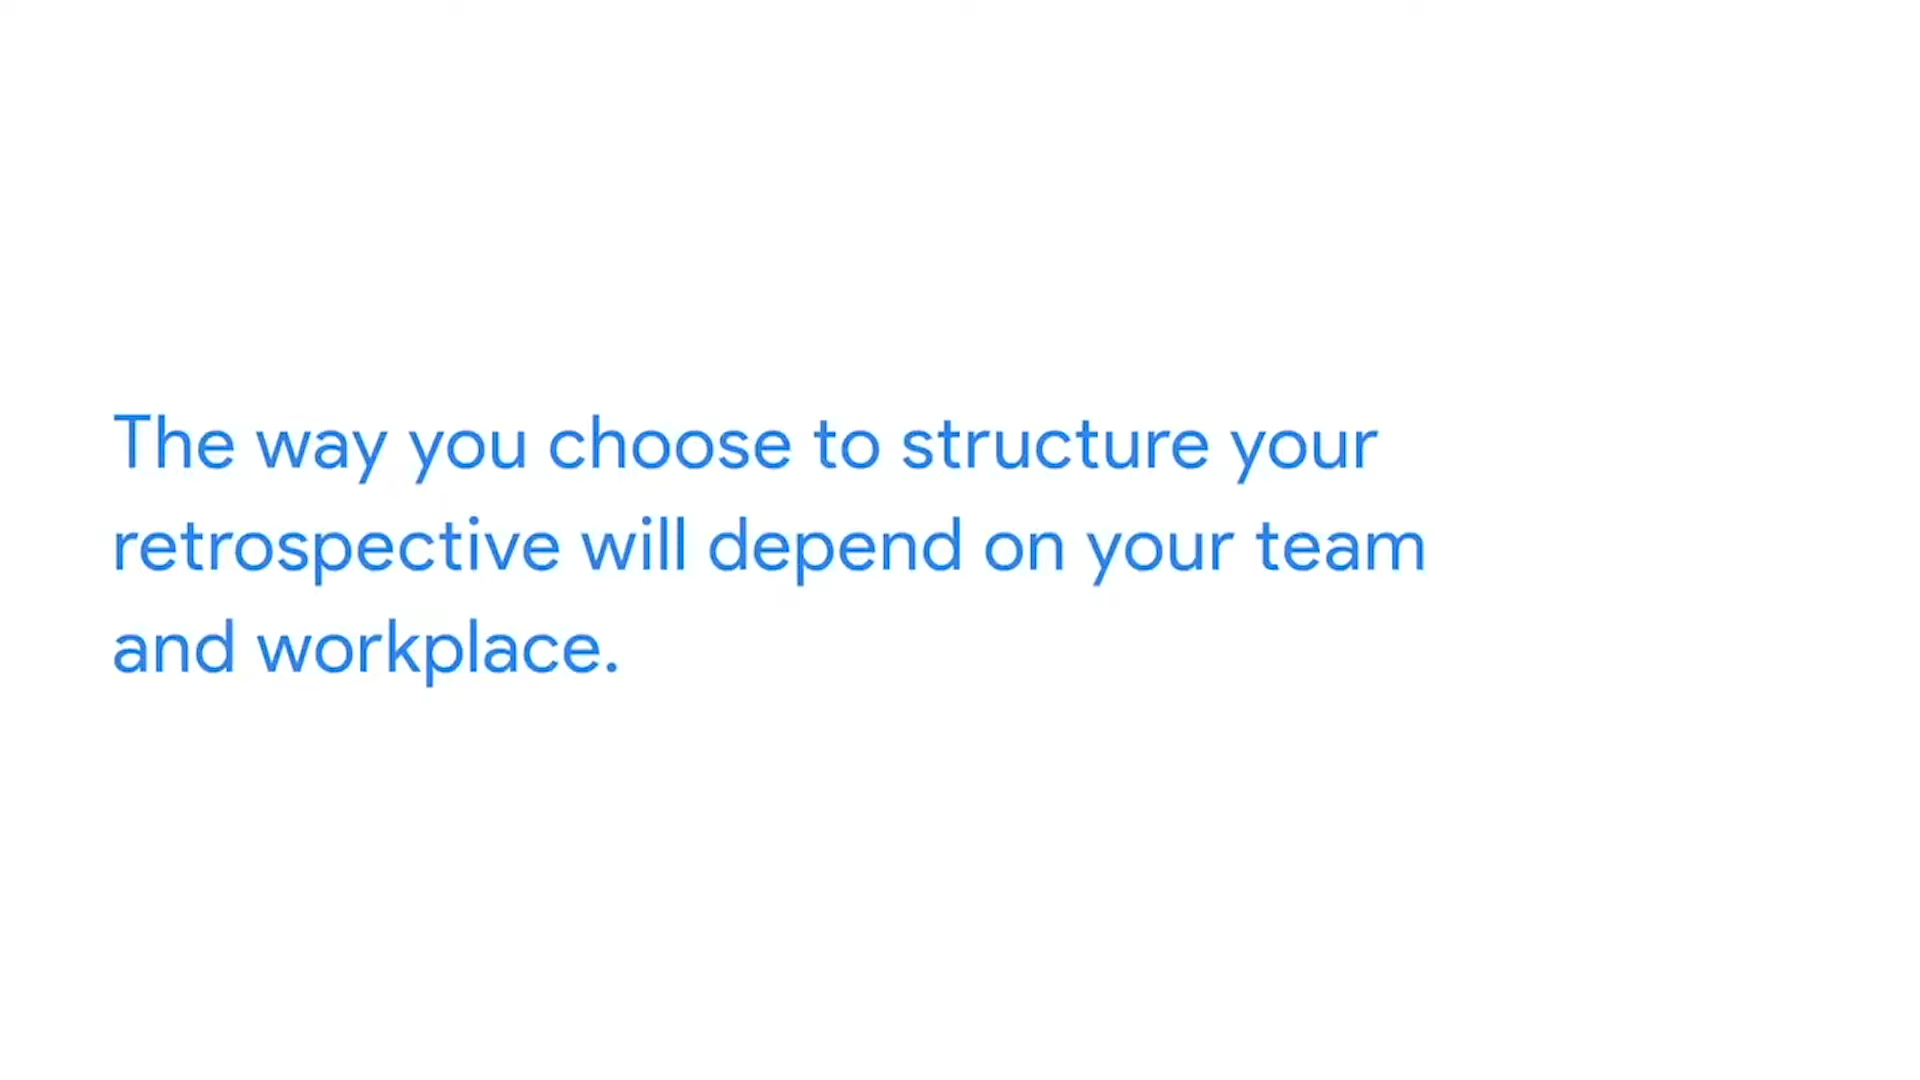 The way you choose to structure your
retrospective will depend on your team
and workplace.